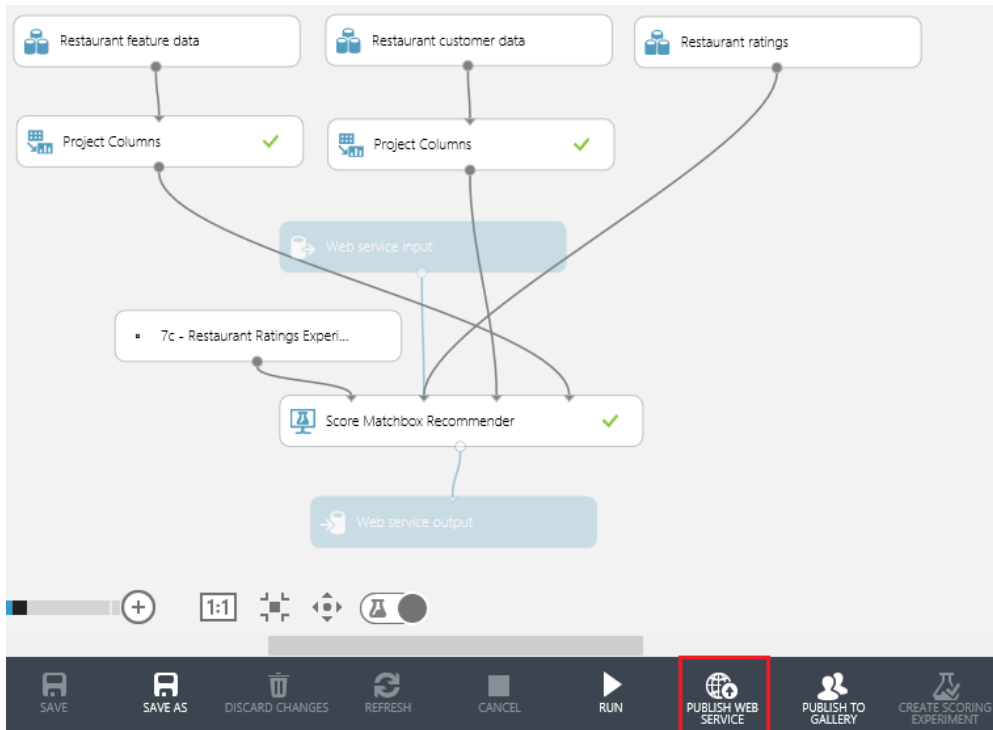 Restaurant feature data
Restaurant customer data
Restaurant ratings
Project Columns
Project Columns
Web service input
7c - Restaurant Ratings Experi...
Score Matchbox Recommender
Web service output
1:1
SAVE
SAVE AS
DISCARD CHANGES
REFRESH
CANCEL
RUN
PUBLISH WEB
SERVICE
PUBLISH TO
GALLERY
CREATE SCORING
EXPERIMENT